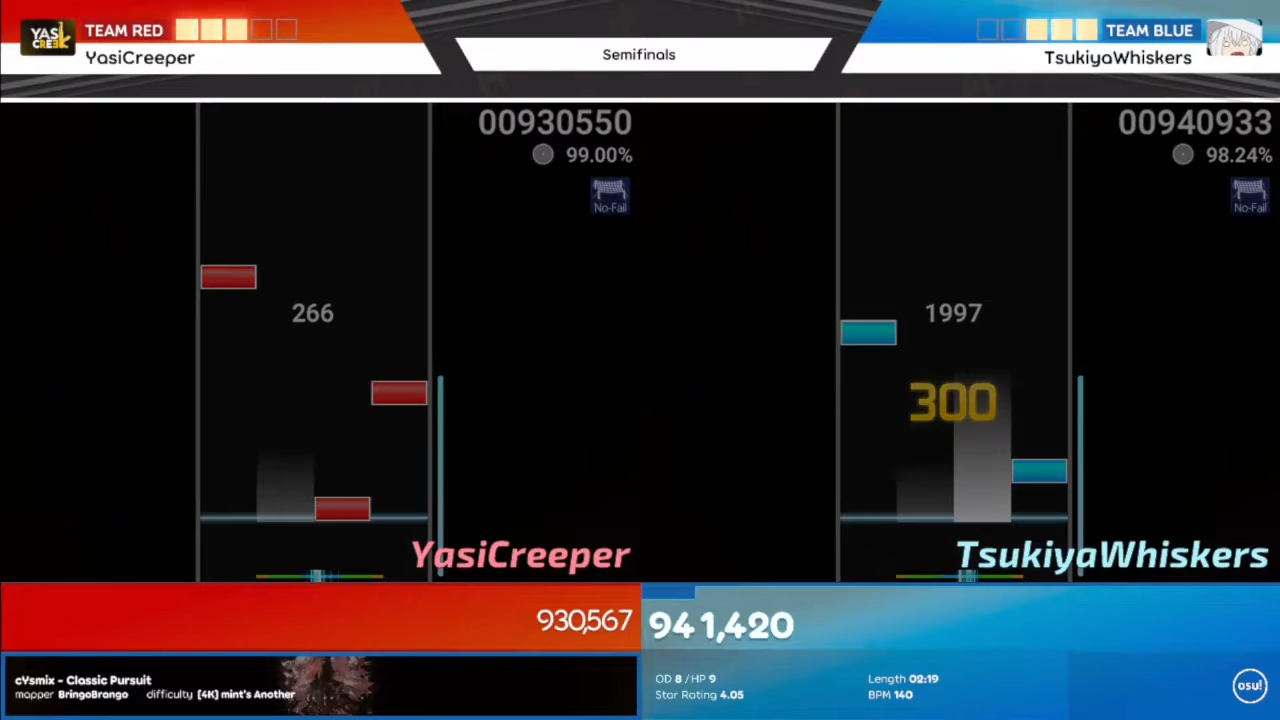 YASI
CREEK
TEAM RED
YasiCreeper
Semifinals
TEAM BLUE
TsukiyaWhiskers
00930550
99.00%
No-Fail
266
00940933
98.24%
No-Fail
1997
300
YasiCreeper
TsukiyaWhiskers
930,567
941,420
cYsmix - Classic Pursuit
mapper BringoBrango difficulty [4K] mint's Another
OD 8 / HP 9
Star Rating 4.05
Length 02:19
BPM 140
osu!